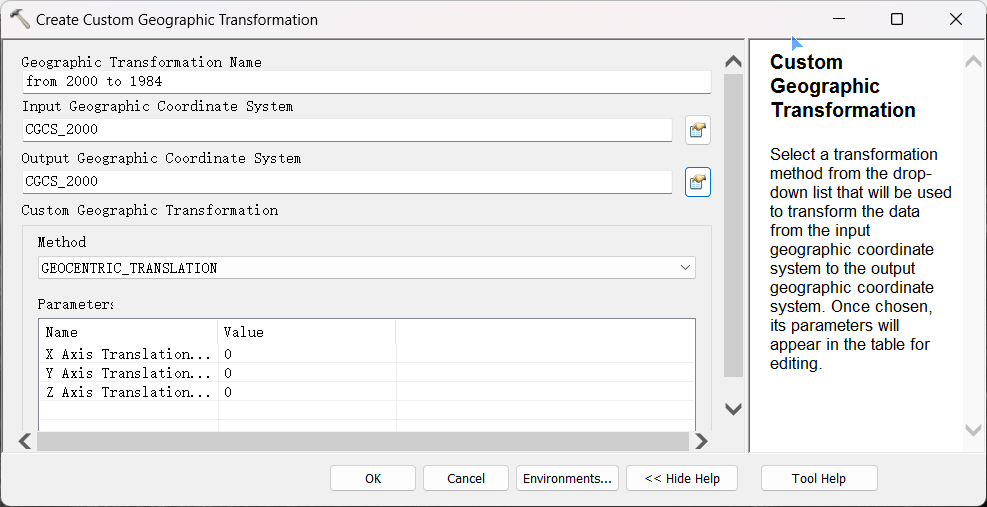 Create Custom Geographic Transformation
Geographic Transformation Name
from 2000 to 1984
Input Geographic Coordinate System
CGCS_2000
Output Geographic Coordinate System
CGCS_2000
Custom Geographic Transformation
Method
GEOCENTRIC_TRANSLATION
Parameters
Name Value
X Axis Translation... 0
Y Axis Translation... 0
Z Axis Translation... 0
OK Cancel Environments... << Hide Help Tool Help
Custom
Geographic
Transformation
Select a transformation
method from the drop-
down list that will be used
to transform the data
from the input
geographic coordinate
system to the output
geographic coordinate
system. Once chosen,
its parameters will
appear in the table for
editing.